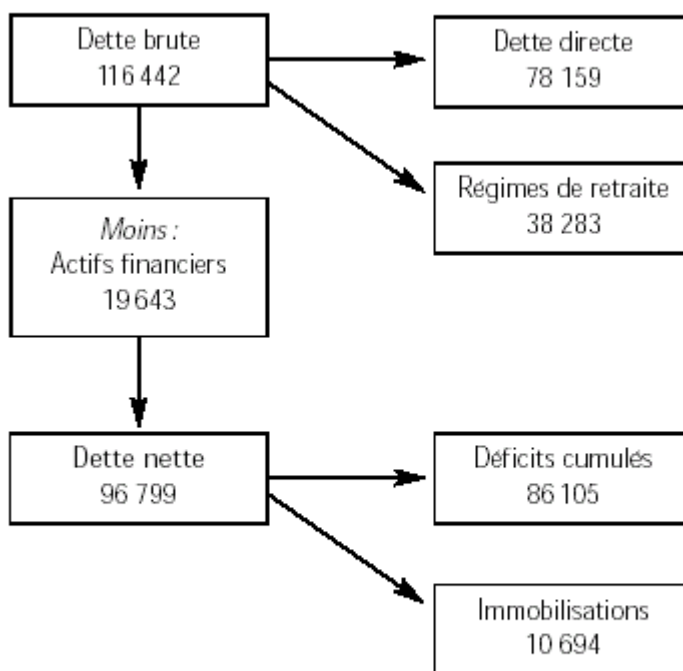 Dette brute
116 442
Dette directe
78 159
Régimes de retraite
38 283
Moins :
Actifs financiers
19 643
Dette nette
96 799
Déficits cumulés
86 105
Immobilisations
10 694